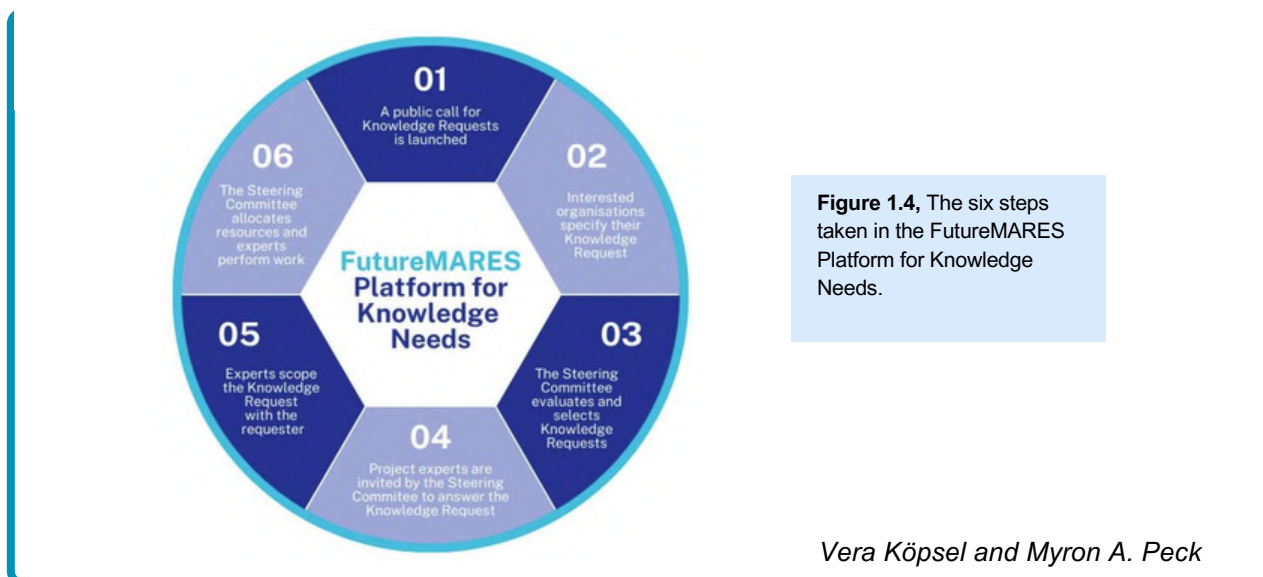 01
A public call for
Knowledge Requests
is launched
02
Interested
organisations
specify their
Knowledge
Request
03
The Steering
Committee
evaluates and
selects
Knowledge
Requests
04
Project experts are
invited by the Steering
Commitee to answer the
Knowledge Request
05
Experts scope
the Knowledge
Request
with the
requester
06
The Steering
Committee
allocates
resources and
experts
perform work
FutureMARES
Platform for
Knowledge
Needs
Figure 1.4, The six steps
taken in the FutureMARES
Platform for Knowledge
Needs.
Vera Köpsel and Myron A. Peck